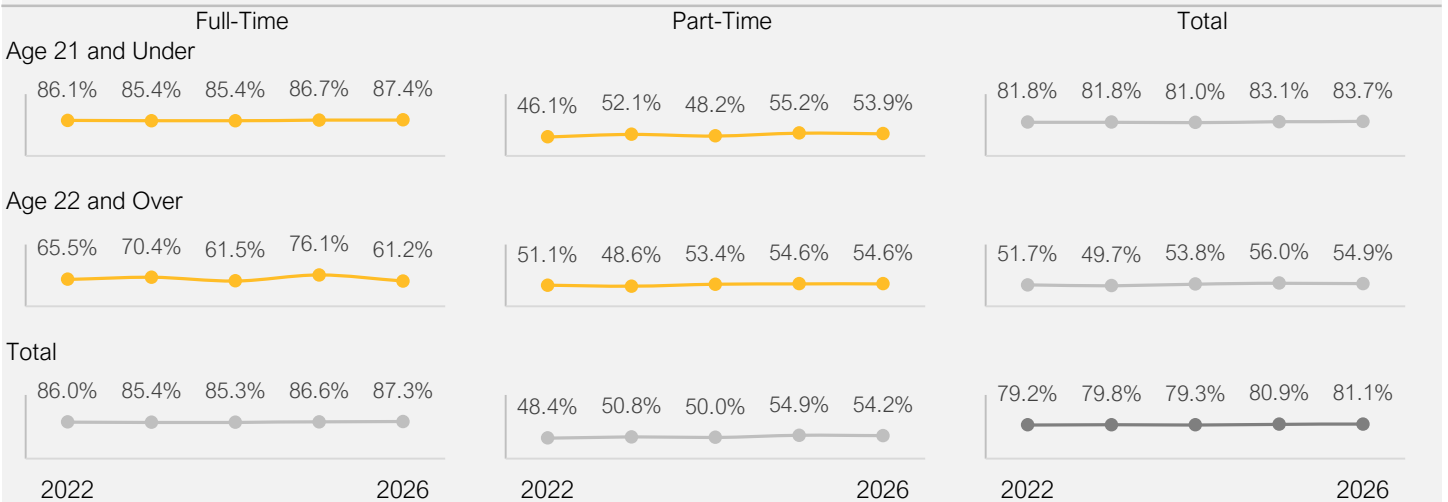 Full-Time Part-Time Total
Age 21 and Under
86.1% 85.4% 85.4% 86.7% 87.4% 46.1% 52.1% 48.2% 55.2% 53.9% 81.8% 81.8% 81.0% 83.1% 83.7%
Age 22 and Over
65.5% 70.4% 61.5% 76.1% 61.2% 51.1% 48.6% 53.4% 54.6% 54.6% 51.7% 49.7% 53.8% 56.0% 54.9%
Total
86.0% 85.4% 85.3% 86.6% 87.3% 48.4% 50.8% 50.0% 54.9% 54.2% 79.2% 79.8% 79.3% 80.9% 81.1%
2022 2026 2022 2026 2022 2026